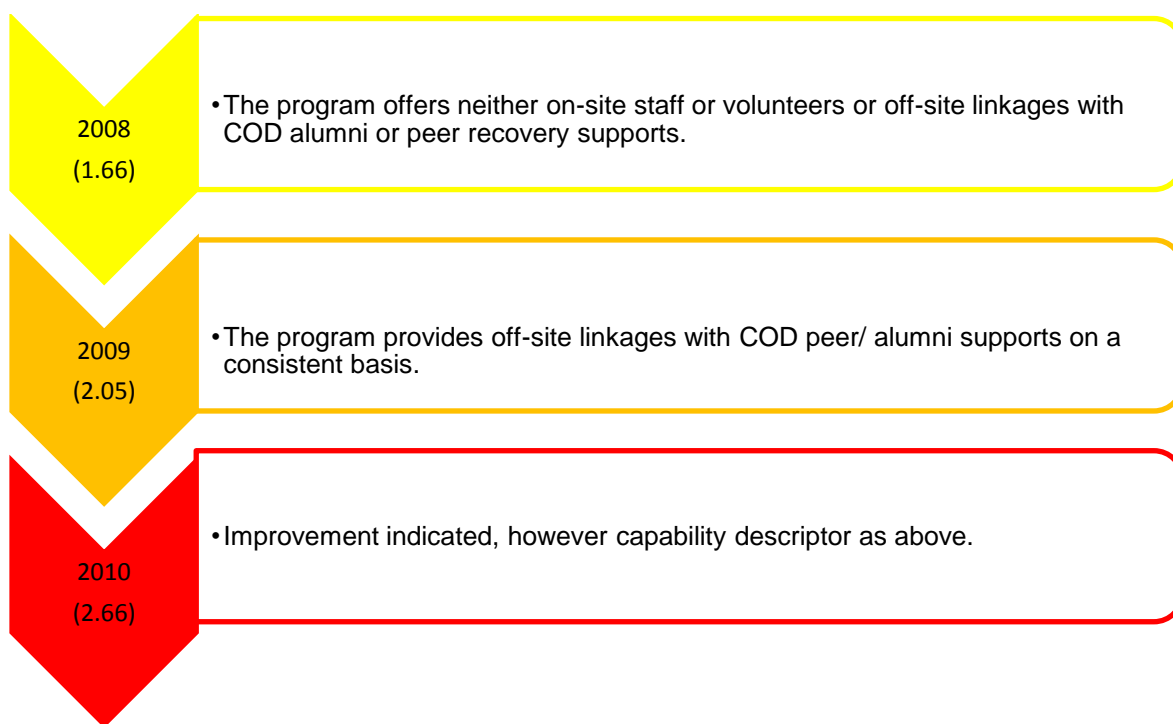 2008
(1.66)
•The program offers neither on-site staff or volunteers or off-site linkages with
COD alumni or peer recovery supports.
2009
(2.05)
•The program provides off-site linkages with COD peer/ alumni supports on a
consistent basis.
2010
(2.66)
•Improvement indicated, however capability descriptor as above.